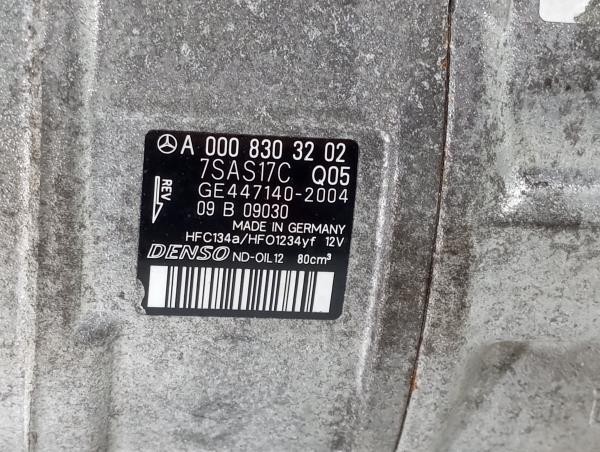 A 000 830 32 02
7SAS17C Q05
REV
GE447140-2004
09 B 09030
MADE IN GERMANY
HFC134a/HFO1234yf 12V
DENSO ND-OIL12 80cm³